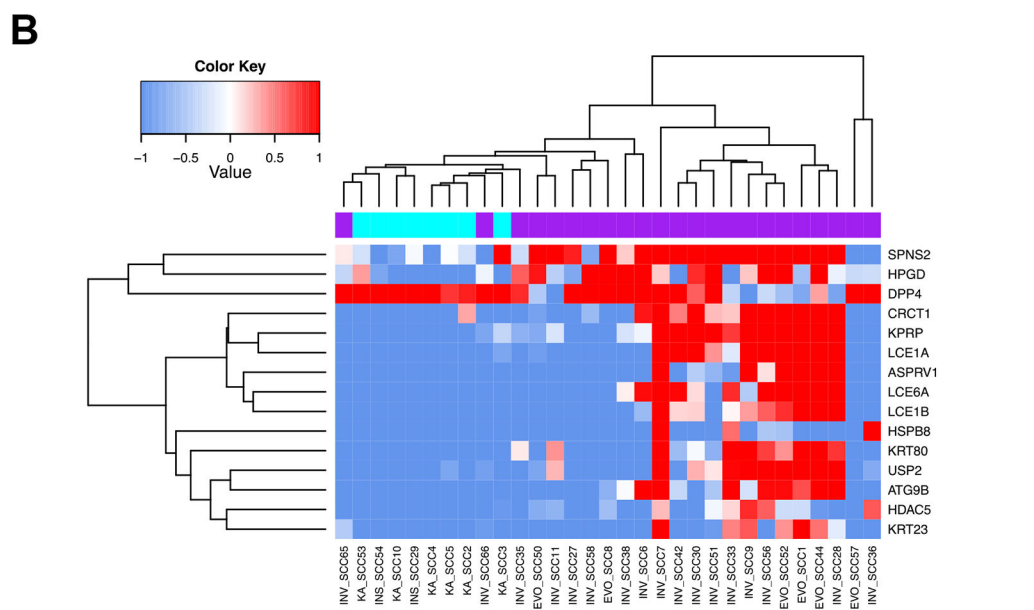 B
Color Key
−1 −0.5 0 0.5 1
Value
SPNS2
HPGD
DPP4
CRCT1
KPRP
LCE1A
ASPRV1
LCE6A
LCE1B
HSPB8
KRT80
USP2
ATG9B
HDAC5
KRT23
INV_SCC65
KA_SCC53
INS_SCC54
KA_SCC10
INS_SCC29
KA_SCC4
KA_SCC5
KA_SCC2
INV_SCC66
KA_SCC3
INV_SCC35
EVO_SCC50
INV_SCC11
INV_SCC27
INV_SCC58
EVO_SCC8
INV_SCC38
INV_SCC6
INV_SCC7
INV_SCC42
INV_SCC30
INV_SCC51
INV_SCC33
INV_SCC9
INV_SCC56
EVO_SCC52
EVO_SCC1
EVO_SCC44
INV_SCC28
EVO_SCC57
INV_SCC36